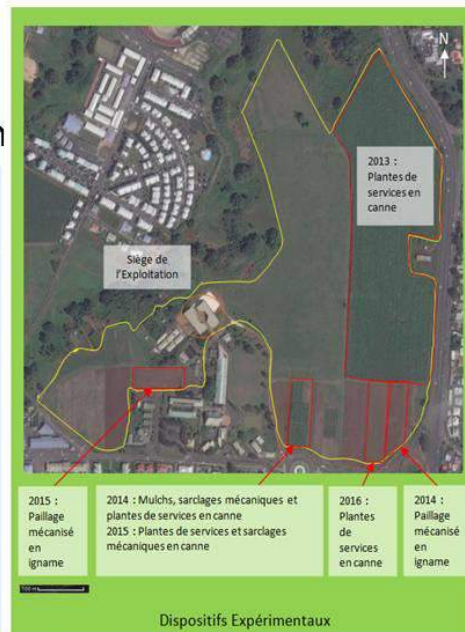 n
N
2013 :
Plantes de
services en
canne
Siège de
l'Exploitation
2015 :
Paillage
mécanisé
en
igname
2014 : Mulchs, sarclages mécaniques et
plantes de services en canne
2015 : Plantes de services et sarclages
mécaniques en canne
2016 :
Plantes
de
services
en canne
2014 :
Paillage
mécanisé
en
igname
Dispositifs Expérimentaux